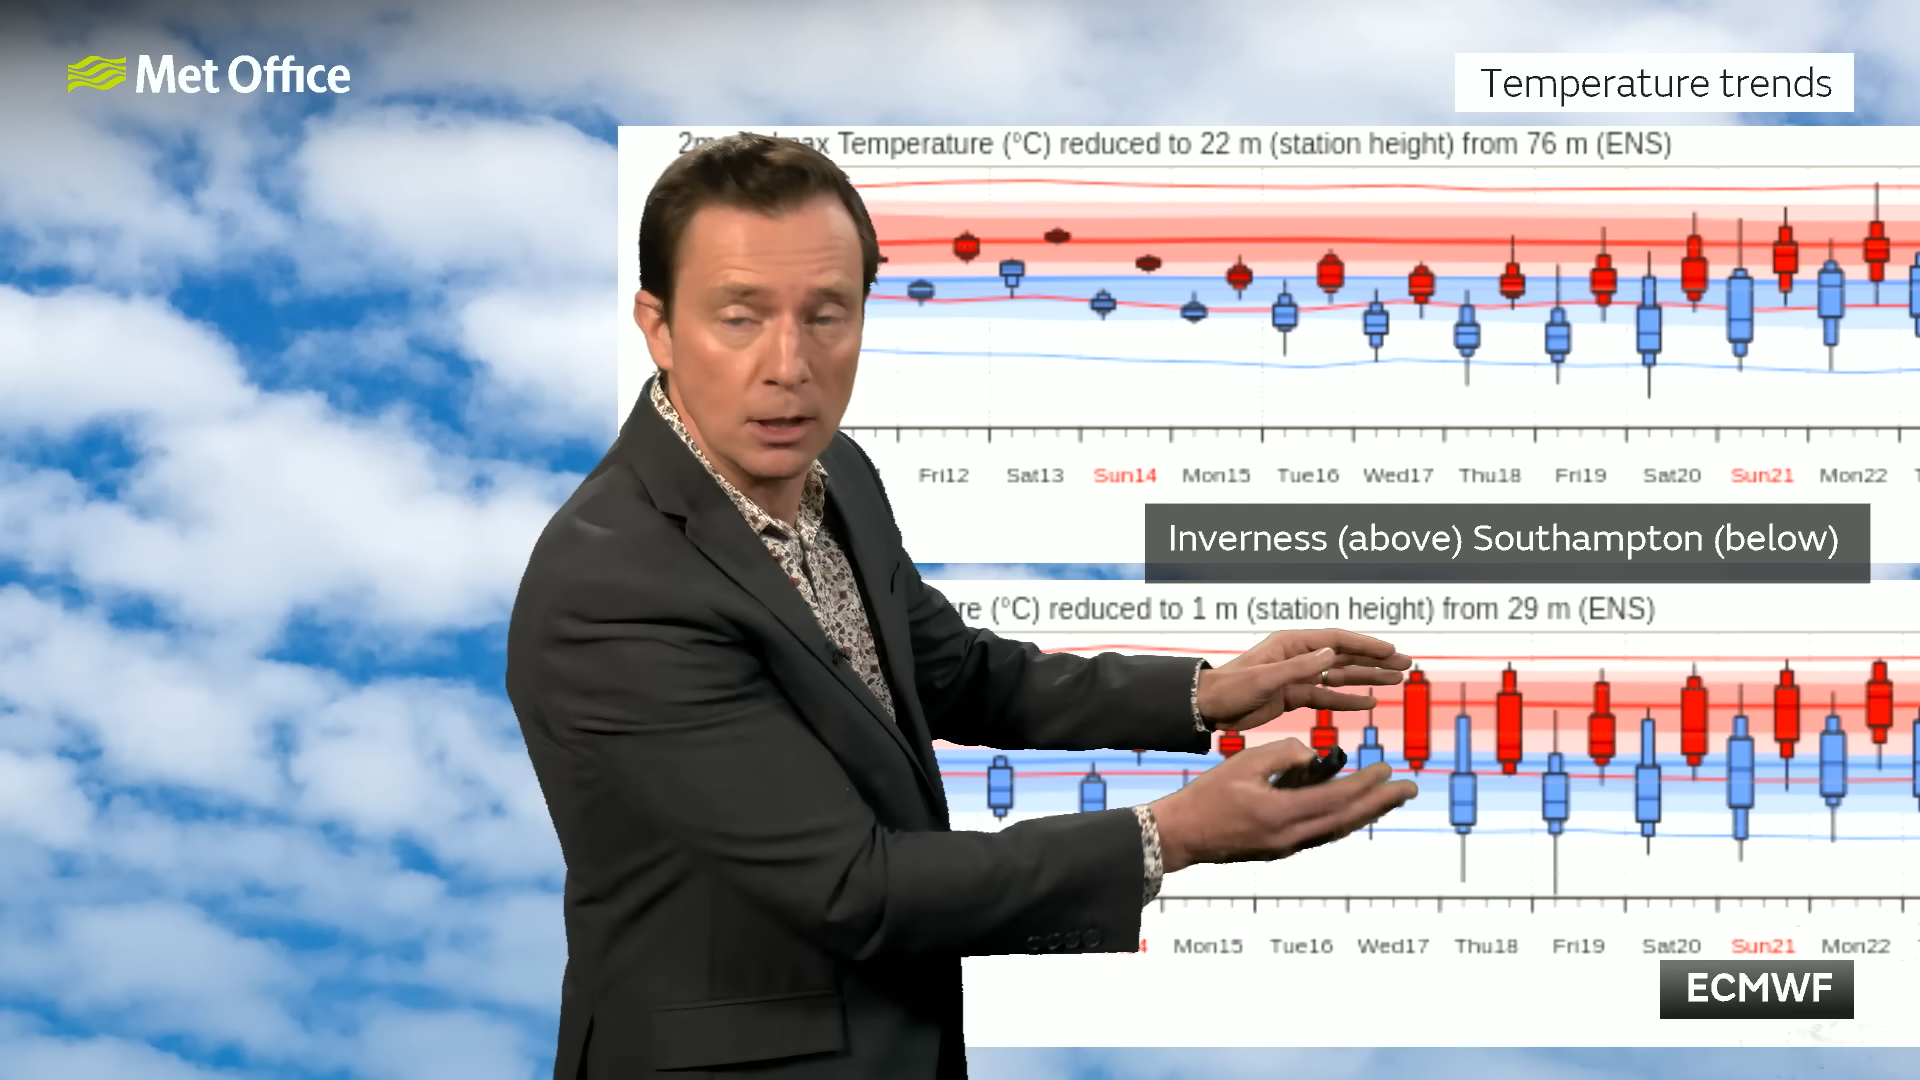 Met Office
Temperature trends
Temperature (°C) reduced to 22 m (station height) from 76 m (ENS)
Fri12 Sat13 Sun14 Mon15 Tue16 Wed17 Thu18 Fri19 Sat20 Sun21 Mon22
Inverness (above) Southampton (below)
(°C) reduced to 1 m (station height) from 29 m (ENS)
Mon15 Tue16 Wed17 Thu18 Fri19 Sat20 Sun21 Mon22
ECMWF